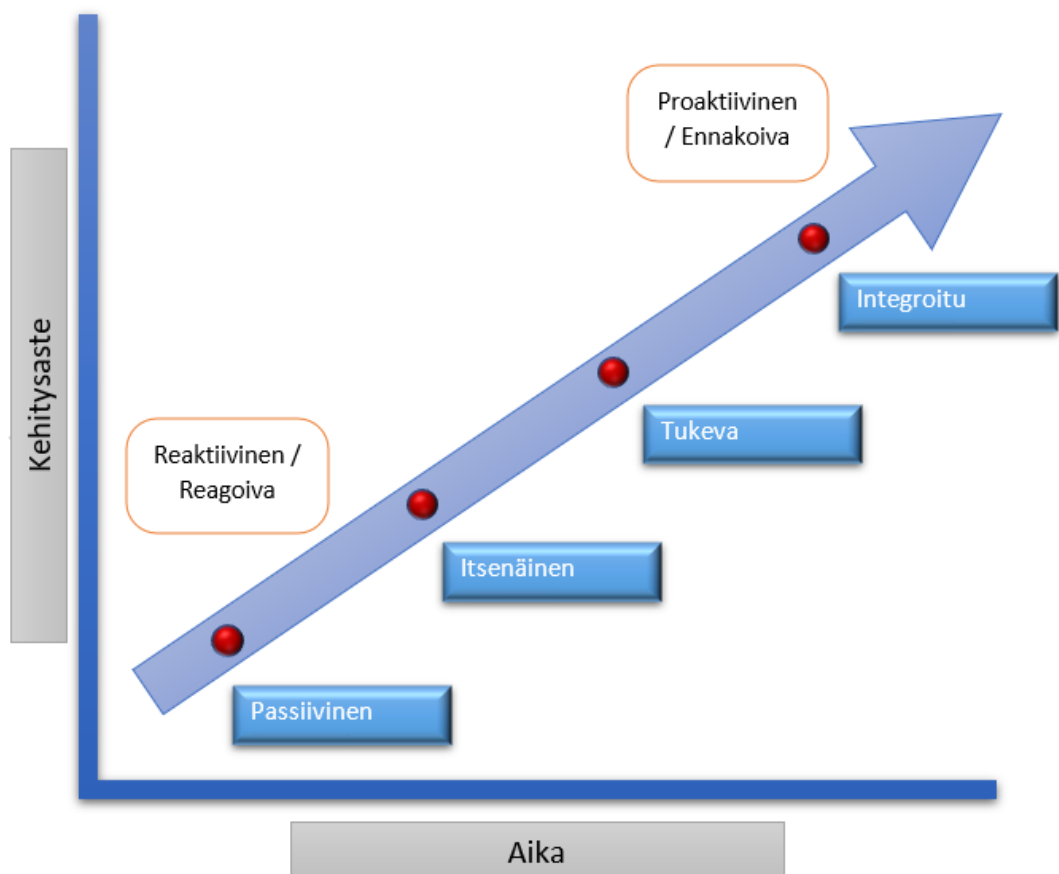 Proaktiivinen
/ Ennakoiva
Integroitu
Kehitysaste
Tukeva
Reaktiivinen /
Reagoiva
Itsenäinen
Passiivinen
Aika